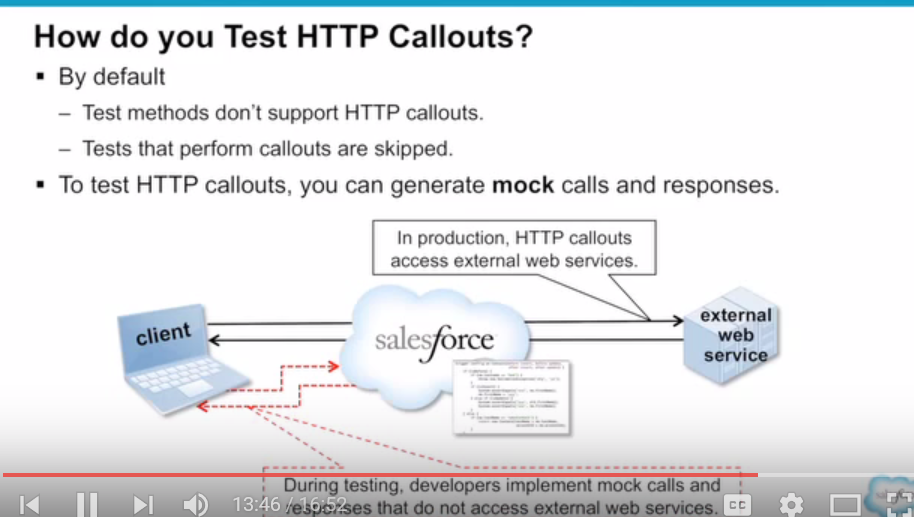 How do you Test HTTP Callouts?
▪ By default
– Test methods don't support HTTP callouts.
– Tests that perform callouts are skipped.
▪ To test HTTP callouts, you can generate mock calls and responses.
In production, HTTP callouts
access external web services.
client
salesforce
external
web
service
During testing, developers implement mock calls and
responses that do not access external web services.
13:46 / 16:52
CC